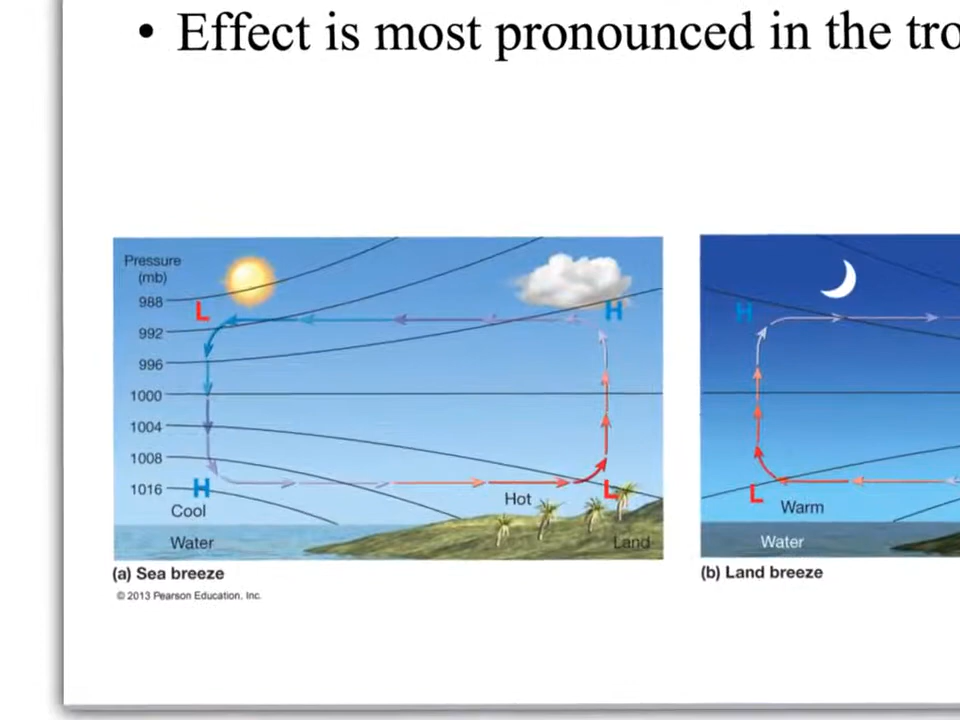 • Effect is most pronounced in the tro
Pressure
(mb)
988
L
H
992
996
1000
1004
1008
1016
H
L
Cool
Hot
Water
Land
(a) Sea breeze
© 2013 Pearson Education, Inc.
H
L
Warm
Water
(b) Land breeze